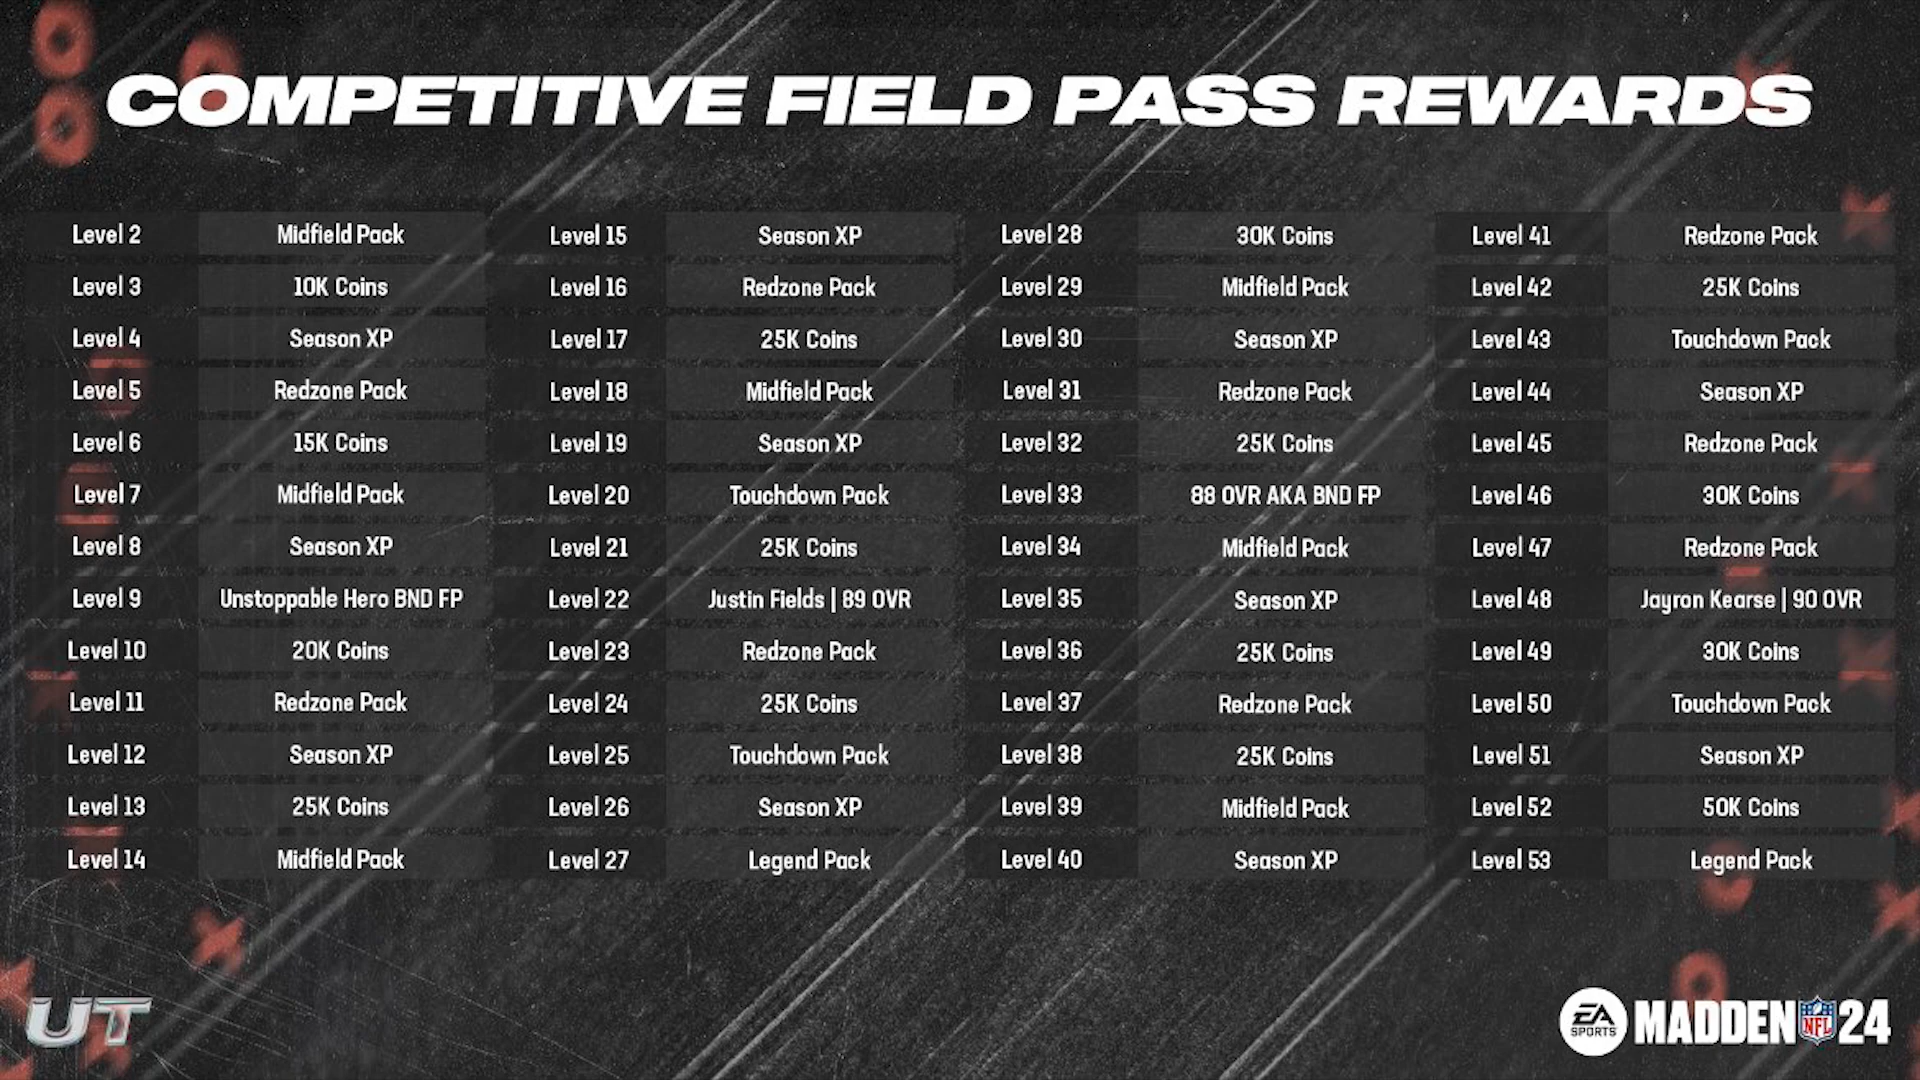 COMPETITIVE FIELD PASS REWARDS
Level 2 Midfield Pack Level 15 Season XP Level 28 30K Coins Level 41 Redzone Pack
Level 3 10K Coins Level 16 Redzone Pack Level 29 Midfield Pack Level 42 25K Coins
Level 4 Season XP Level 17 25K Coins Level 30 Season XP Level 43 Touchdown Pack
Level 5 Redzone Pack Level 18 Midfield Pack Level 31 Redzone Pack Level 44 Season XP
Level 6 15K Coins Level 19 Season XP Level 32 25K Coins Level 45 Redzone Pack
Level 7 Midfield Pack Level 20 Touchdown Pack Level 33 88 OVR AKA BND FP Level 46 30K Coins
Level 8 Season XP Level 21 25K Coins Level 34 Midfield Pack Level 47 Redzone Pack
Level 9 Unstoppable Hero BND FP Level 22 Justin Fields | 89 OVR Level 35 Season XP Level 48 Jayron Kearse | 90 OVR
Level 10 20K Coins Level 23 Redzone Pack Level 36 25K Coins Level 49 30K Coins
Level 11 Redzone Pack Level 24 25K Coins Level 37 Redzone Pack Level 50 Touchdown Pack
Level 12 Season XP Level 25 Touchdown Pack Level 38 25K Coins Level 51 Season XP
Level 13 25K Coins Level 26 Season XP Level 39 Midfield Pack Level 52 50K Coins
Level 14 Midfield Pack Level 27 Legend Pack Level 40 Season XP Level 53 Legend Pack
UT
EA SPORTS MADDEN NFL 24